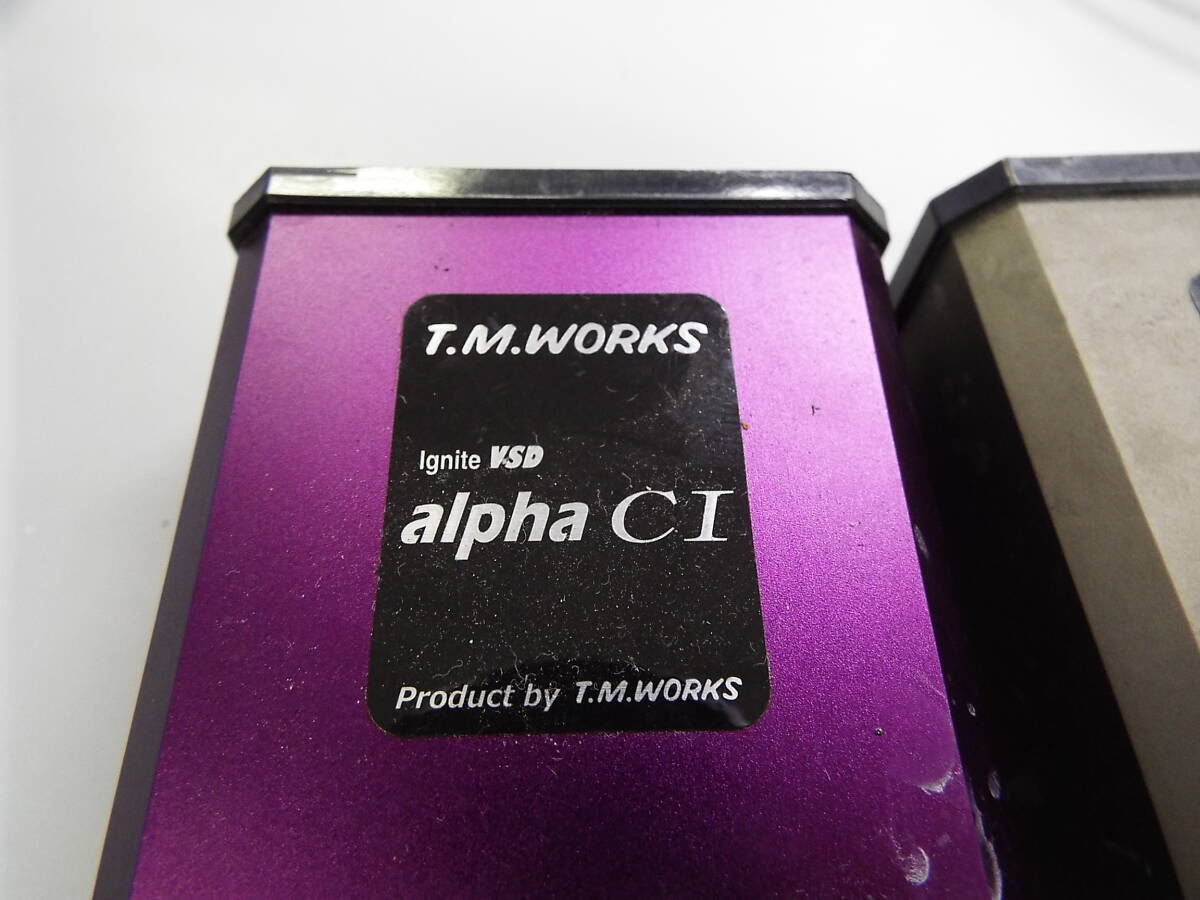 T.M.WORKS
Ignite VSD
alpha CI
Product by T.M.WORKS